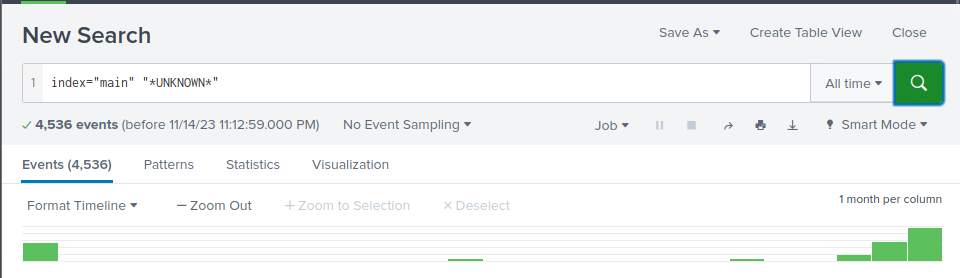 New Search
Save As Create Table View Close
1 index="main" "*UNKNOWN*"
All time
4,536 events (before 11/14/23 11:12:59.000 PM) No Event Sampling
Job Smart Mode
Events (4,536) Patterns Statistics Visualization
Format Timeline — Zoom Out + Zoom to Selection × Deselect
1 month per column